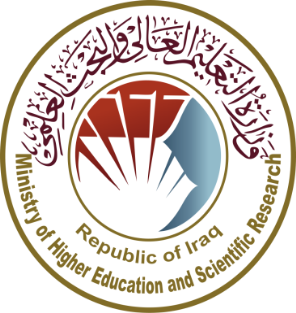 وزارة التعليم العالي والبحث العلمي
Republic of Iraq
Ministry of Higher Education and Scientific Research